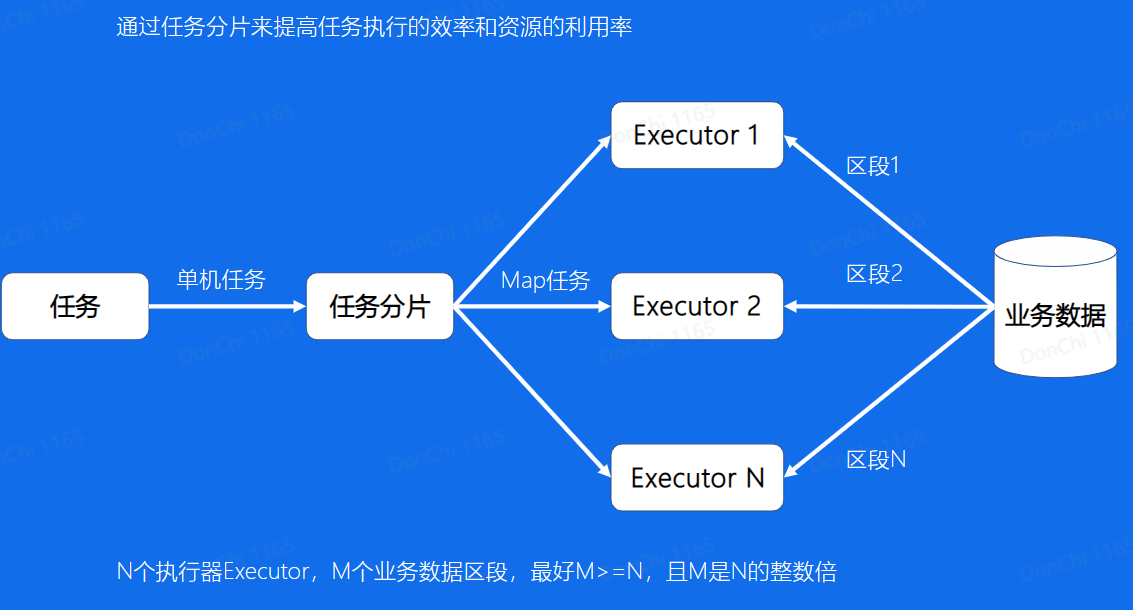 通过任务分片来提高任务执行的效率和资源的利用率
Executor 1
区段1
单机任务
Map任务
区段2
任务
任务分片
Executor 2
业务数据
区段N
Executor N
N个执行器Executor，M个业务数据区段，最好M>=N，且M是N的整数倍
DonChi 1165